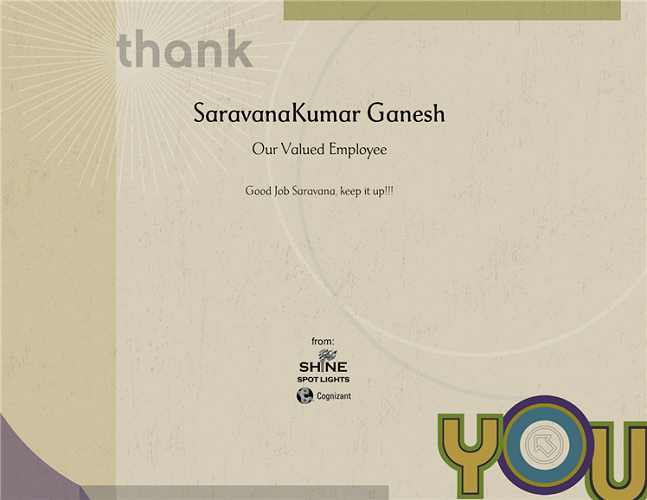 thank
SaravanaKumar Ganesh
Our Valued Employee
Good Job Saravana, keep it up!!!
from:
SHINE
SPOT LIGHTS
Cognizant
YOU